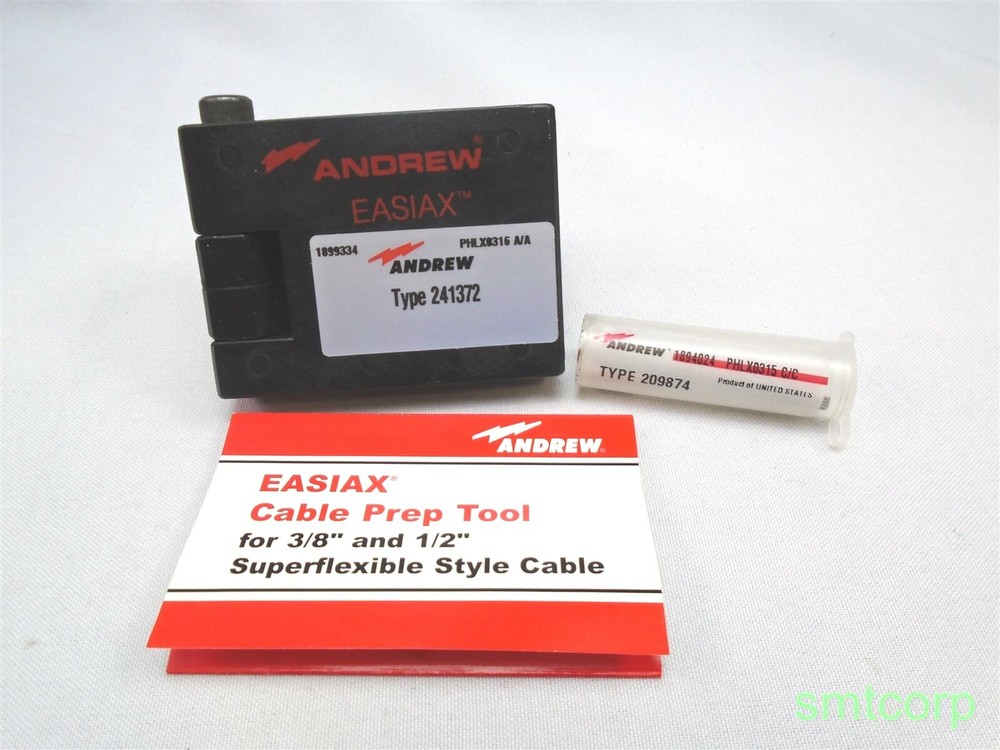 ANDREW®
EASIAX™
1899334 PHLX0316 A/A
ANDREW
Type 241372
ANDREW® 1894024 PHLX0315 C/C
TYPE 209874 Product of UNITED STATES
ANDREW®
EASIAX®
Cable Prep Tool
for 3/8" and 1/2"
Superflexible Style Cable
smtcorp